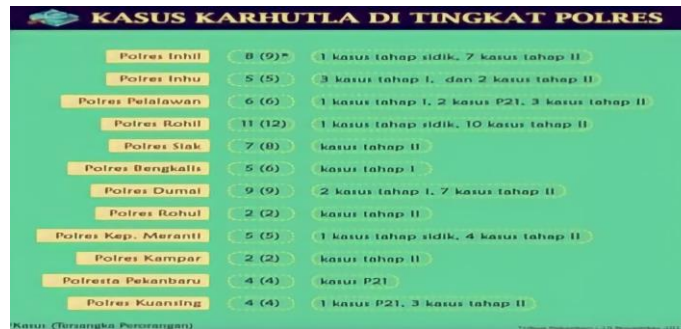 KASUS KARHUTLA DI TINGKAT POLRES
Polres Inhil 8 (9)* 1 kasus tahap sidik, 7 kasus tahap II
Polres Inhu 5 (5) 3 kasus tahap I, dan 2 kasus tahap II
Polres Pelalawan 6 (6) 1 kasus tahap I, 2 kasus P21, 3 kasus tahap II
Polres Rohil 11 (12) 1 kasus tahap sidik, 10 kasus tahap II
Polres Siak 7 (8) kasus tahap II
Polres Bengkalis 5 (6) kasus tahap I
Polres Dumai 9 (9) 2 kasus tahap I, 7 kasus tahap II
Polres Rohul 2 (2) kasus tahap II
Polres Kep. Meranti 5 (5) 1 kasus tahap sidik, 4 kasus tahap II
Polres Kampar 2 (2) kasus tahap II
Polresta Pekanbaru 4 (4) kasus P21
Polres Kuansing 4 (4) 1 kasus P21, 3 kasus tahap II
*Kasus (Tersangka Perorangan)